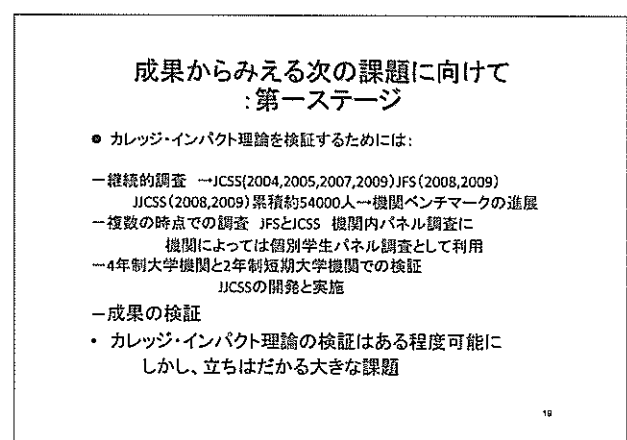 成果からみえる次の課題に向けて
:第一ステージ
● カレッジ・インパクト理論を検証するためには:
ー継続的調査 →JCSS(2004,2005,2007,2009)JFS(2008,2009)
JJCSS(2008,2009)累積約54000人→機関ベンチマークの進展
ー複数の時点での調査 JFSとJCSS 機関内パネル調査に
機関によっては個別学生パネル調査として利用
ー4年制大学機関と2年制短期大学機関での検証
JJCSSの開発と実施
ー成果の検証
• カレッジ・インパクト理論の検証はある程度可能に
しかし、立ちはだかる大きな課題
19